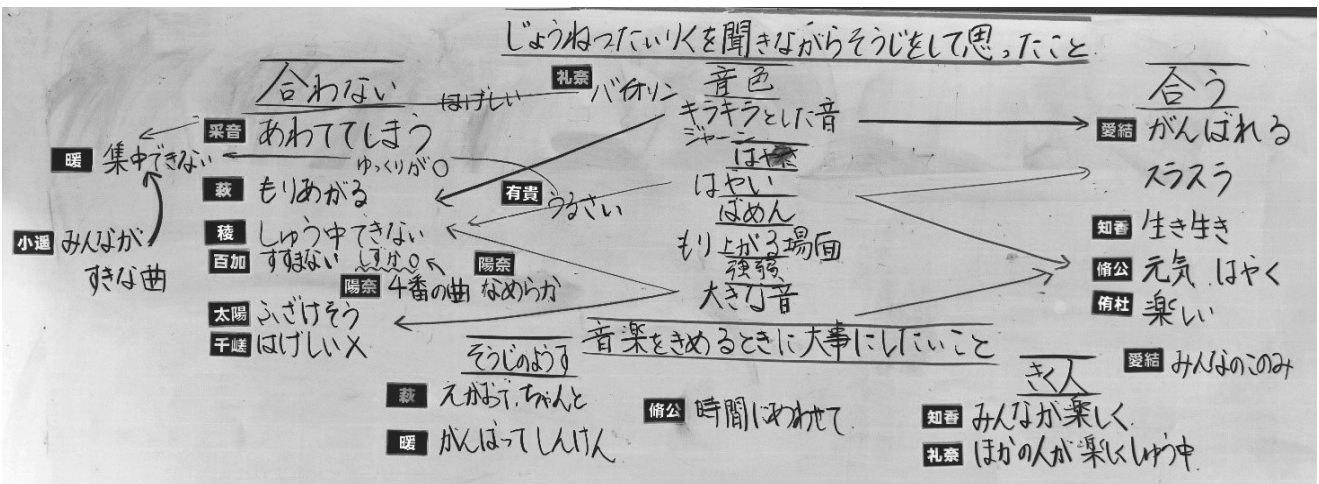 じょうねつたいりくを聞きながらそうじをして思ったこと
合わない
はげしい
采音 あわててしまう
暖 集中できない
ゆっくりが○
萩 もりあがる
稜 しゅう中できない
百加 すすまない しずか○
小遥 みんなが
すきな曲
陽奈 4番の曲
陽奈 なめらか
太陽 ふざけそう
千嵯 はげしい×
礼奈 バイオリン
有貴 うるさい
音色
キラキラとした音
ジャーン
はやさ
はやい
ばめん
もり上がる場面
強弱
大きな音
合う
愛結 がんばれる
スラスラ
知香 生き生き
脩公 元気、はやく
侑杜 楽しい
愛結 みんなのこのみ
音楽をきめるときに大事にしたいこと
そうじのようす
萩 えがおで、ちゃんと
暖 がんばってしんけん
脩公 時間にあわせて
きく人
知香 みんなが楽しく
礼奈 ほかの人が楽しくしゅう中